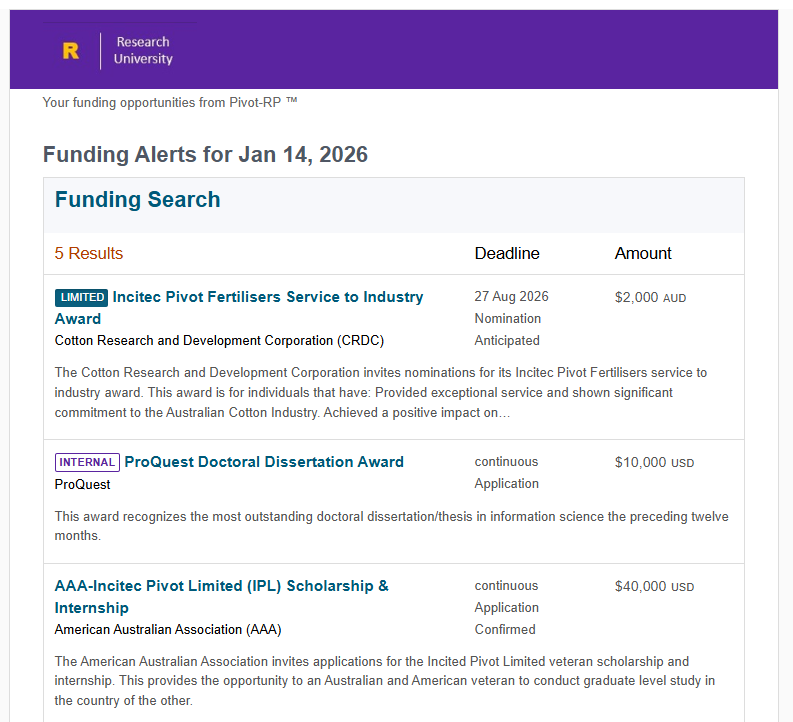 R
Research
University
Your funding opportunities from Pivot-RP ™
Funding Alerts for Jan 14, 2026
Funding Search
5 Results Deadline Amount
LIMITED Incitec Pivot Fertilisers Service to Industry
Award
Cotton Research and Development Corporation (CRDC)
27 Aug 2026
Nomination
Anticipated
$2,000 AUD
The Cotton Research and Development Corporation invites nominations for its Incitec Pivot Fertilisers service to
industry award. This award is for individuals that have: Provided exceptional service and shown significant
commitment to the Australian Cotton Industry. Achieved a positive impact on…
INTERNAL ProQuest Doctoral Dissertation Award
ProQuest
continuous
Application
$10,000 USD
This award recognizes the most outstanding doctoral dissertation/thesis in information science the preceding twelve
months.
AAA-Incitec Pivot Limited (IPL) Scholarship &
Internship
American Australian Association (AAA)
continuous
Application
Confirmed
$40,000 USD
The American Australian Association invites applications for the Incited Pivot Limited veteran scholarship and
internship. This provides the opportunity to an Australian and American veteran to conduct graduate level study in
the country of the other.